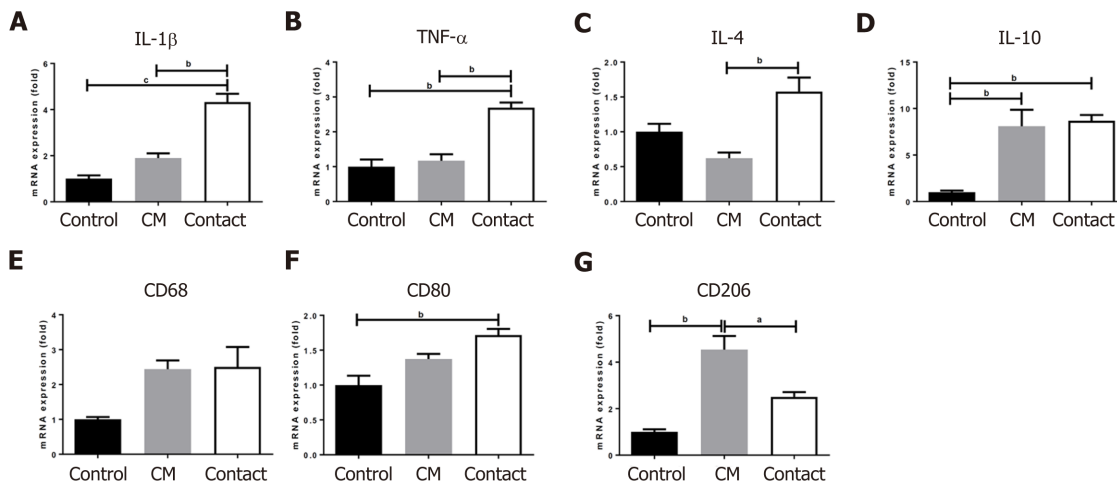 A
IL-1β
mRNA expression (fold)
6
4
2
0
b
c
Control CM Contact
B
TNF-α
mRNA expression (fold)
4
3
2
1
0
b
b
Control CM Contact
C
IL-4
mRNA expression (fold)
2.0
1.5
1.0
0.5
0.0
b
Control CM Contact
D
IL-10
mRNA expression (fold)
15
10
5
0
b
b
Control CM Contact
E
CD68
mRNA expression (fold)
4
3
2
1
0
Control CM Contact
F
CD80
mRNA expression (fold)
2.0
1.5
1.0
0.5
0.0
b
Control CM Contact
G
CD206
mRNA expression (fold)
6
4
2
0
b a
Control CM Contact